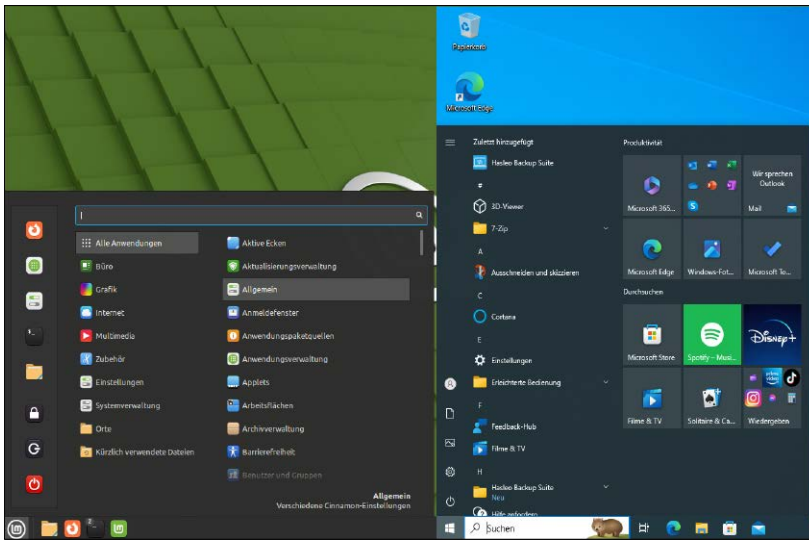 Alle Anwendungen
Büro
Grafik
Internet
Multimedia
Zubehör
Einstellungen
Systemverwaltung
Orte
Kürzlich verwendete Dateien
Aktive Ecken
Aktualisierungsverwaltung
Allgemein
Anmeldefenster
Anwendungspaketquellen
Anwendungsverwaltung
Applets
Arbeitsflächen
Archivverwaltung
Barrierefreiheit
Benutzer und Gruppen
Allgemein
Verschiedene Cinnamon-Einstellungen
Papierkorb
Microsoft Edge
Zuletzt hinzugefügt
Hasleo Backup Suite
#
3D-Viewer
7-Zip
A
Ausschneiden und skizzieren
C
Cortana
E
Einstellungen
Erleichterte Bedienung
F
Feedback-Hub
Filme & TV
H
Hasleo Backup Suite
Neu
Hilfe anfordern
Produktivität
Microsoft 365...
Wir sprechen
Outlook
Mail
Microsoft Edge
Windows-Fot...
Microsoft To...
Durchsuchen
Microsoft Store
Spotify – Musi...
Disney+
Filme & TV
Solitaire & Ca...
prime video
Wiedergeben
Suchen